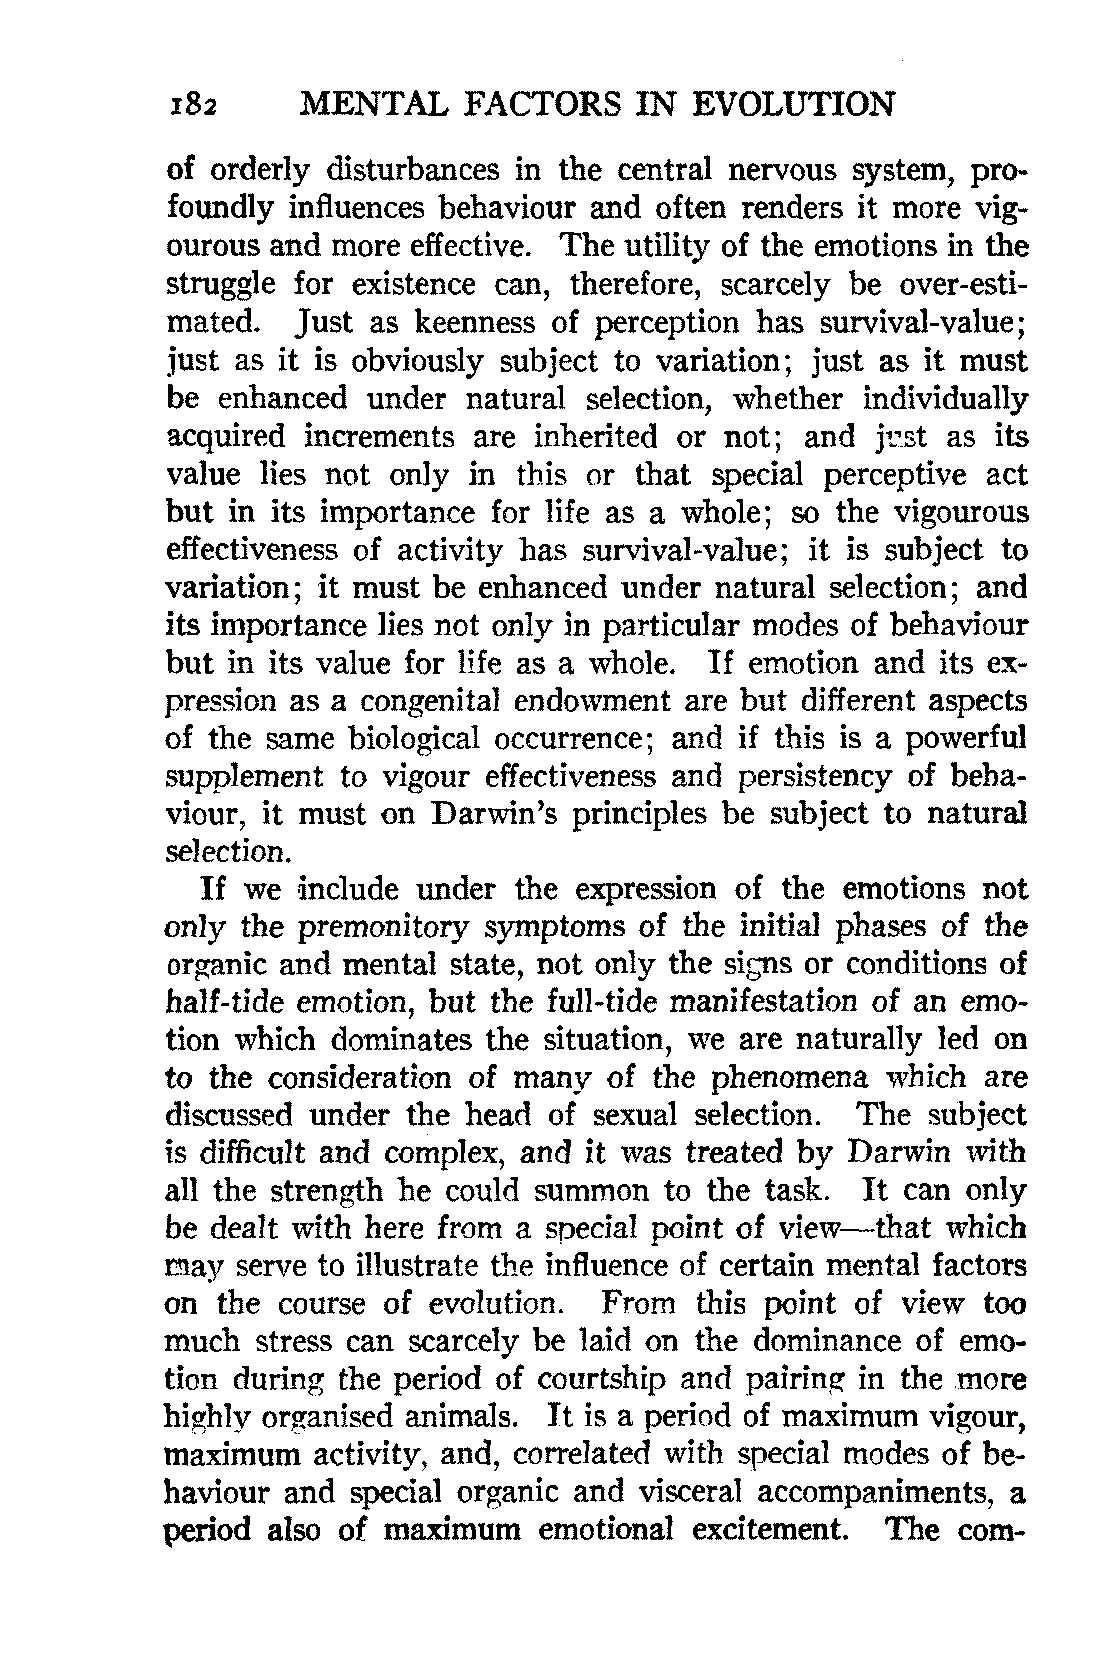 182 MENTAL FACTORS IN EVOLUTION
of orderly disturbances in the central nervous system, pro-
foundly influences behaviour and often renders it more vig-
ourous and more effective. The utility of the emotions in the
struggle for existence can, therefore, scarcely be over-esti-
mated. Just as keenness of perception has survival-value;
just as it is obviously subject to variation; just as it must
be enhanced under natural selection, whether individually
acquired increments are inherited or not; and just as its
value lies not only in this or that special perceptive act
but in its importance for life as a whole; so the vigourous
effectiveness of activity has survival-value; it is subject to
variation; it must be enhanced under natural selection; and
its importance lies not only in particular modes of behaviour
but in its value for life as a whole. If emotion and its ex-
pression as a congenital endowment are but different aspects
of the same biological occurrence; and if this is a powerful
supplement to vigour effectiveness and persistency of beha-
viour, it must on Darwin's principles be subject to natural
selection.
If we include under the expression of the emotions not
only the premonitory symptoms of the initial phases of the
organic and mental state, not only the signs or conditions of
half-tide emotion, but the full-tide manifestation of an emo-
tion which dominates the situation, we are naturally led on
to the consideration of many of the phenomena which are
discussed under the head of sexual selection. The subject
is difficult and complex, and it was treated by Darwin with
all the strength he could summon to the task. It can only
be dealt with here from a special point of view—that which
may serve to illustrate the influence of certain mental factors
on the course of evolution. From this point of view too
much stress can scarcely be laid on the dominance of emo-
tion during the period of courtship and pairing in the more
highly organised animals. It is a period of maximum vigour,
maximum activity, and, correlated with special modes of be-
haviour and special organic and visceral accompaniments, a
period also of maximum emotional excitement. The com-